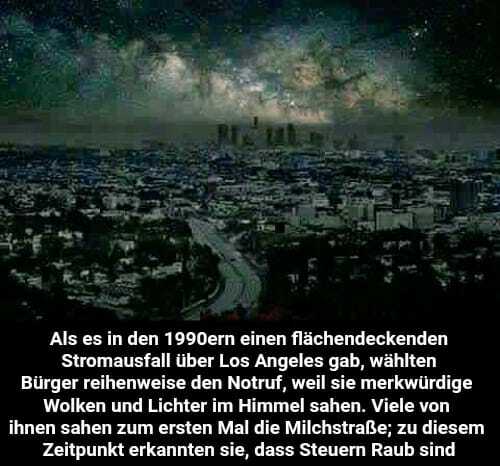 Als es in den 1990ern einen flächendeckenden
Stromausfall über Los Angeles gab, wählten
Bürger reihenweise den Notruf, weil sie merkwürdige
Wolken und Lichter im Himmel sahen. Viele von
ihnen sahen zum ersten Mal die Milchstraße; zu diesem
Zeitpunkt erkannten sie, dass Steuern Raub sind